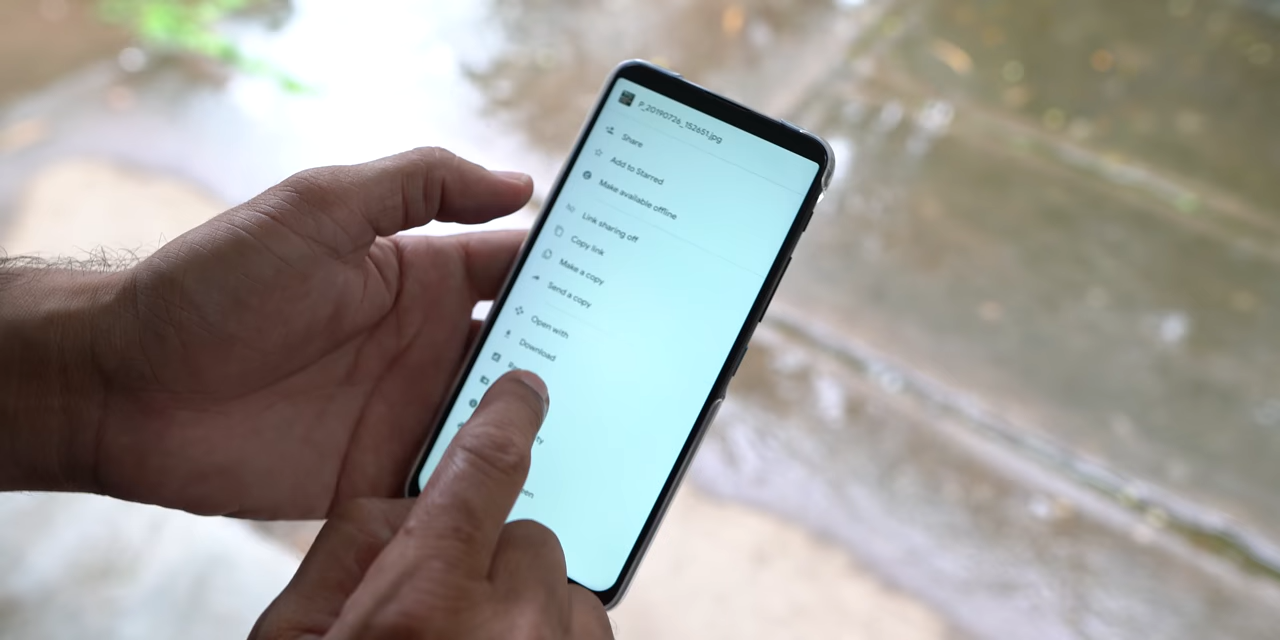 P_20190726_152651.jpg
Share
Add to Starred
Make available offline
Link sharing off
Copy link
Make a copy
Send a copy
Open with
Download